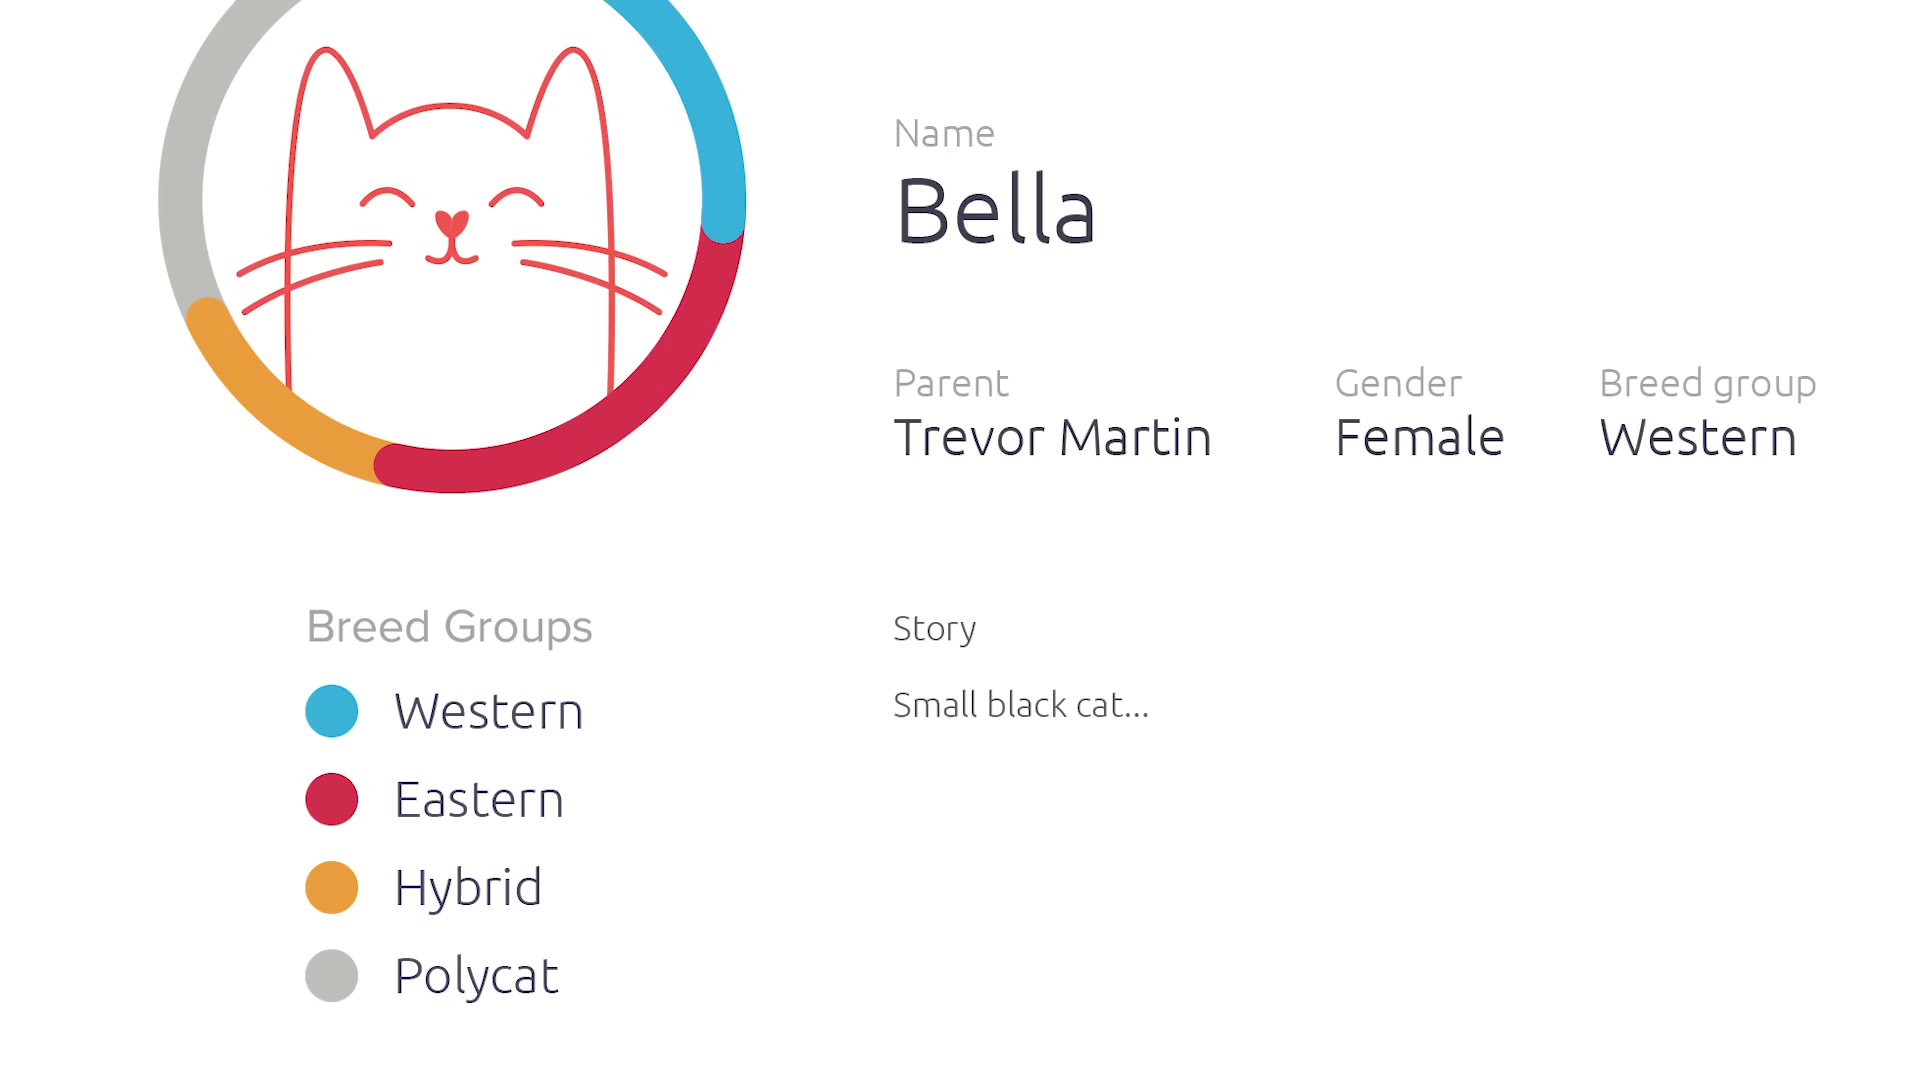 Name
Bella
Parent
Trevor Martin
Gender
Female
Breed group
Western
Breed Groups
Western
Eastern
Hybrid
Polycat
Story
Small black cat...